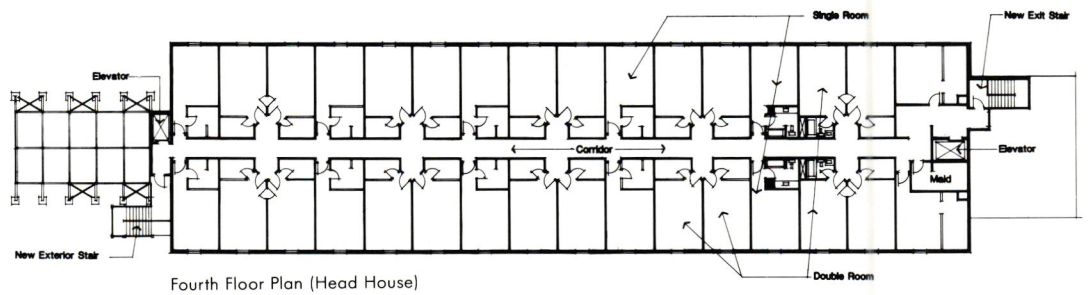 Single Room
New Exit Stair
Elevator
Corridor
Elevator
Maid
New Exterior Stair
Double Room
Fourth Floor Plan (Head House)